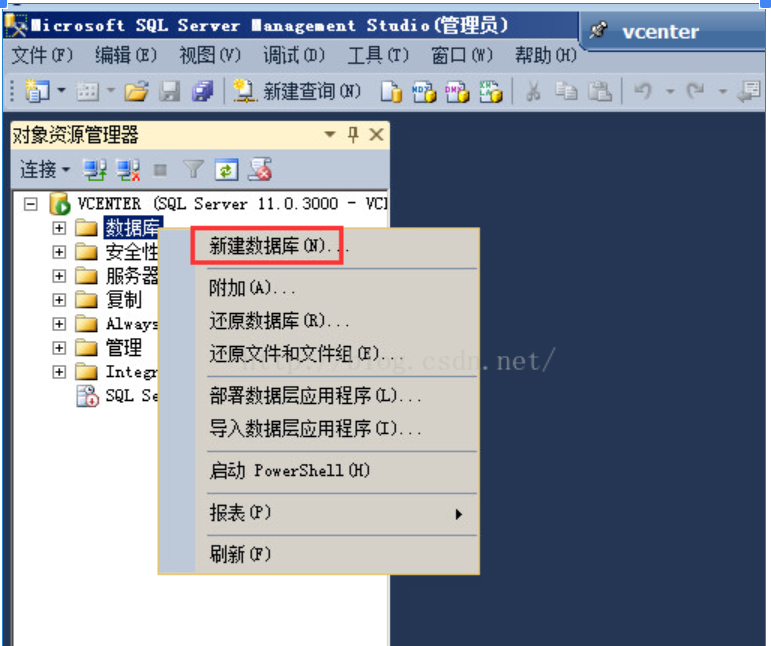 Microsoft SQL Server Management Studio(管理员)
vcenter
文件(F) 编辑(E) 视图(V) 调试(D) 工具(T) 窗口(W) 帮助(H)
新建查询(N)
对象资源管理器
连接
VCENTER (SQL Server 11.0.3000 - VCI
数据库
安全性
服务器
复制
Always
管理
Integr
SQL Se
新建数据库(N)...
附加(A)...
还原数据库(R)...
还原文件和文件组(E)...
部署数据层应用程序(L)...
导入数据层应用程序(I)...
启动 PowerShell(H)
报表(P)
刷新(F)
http://blog.csdn.net/